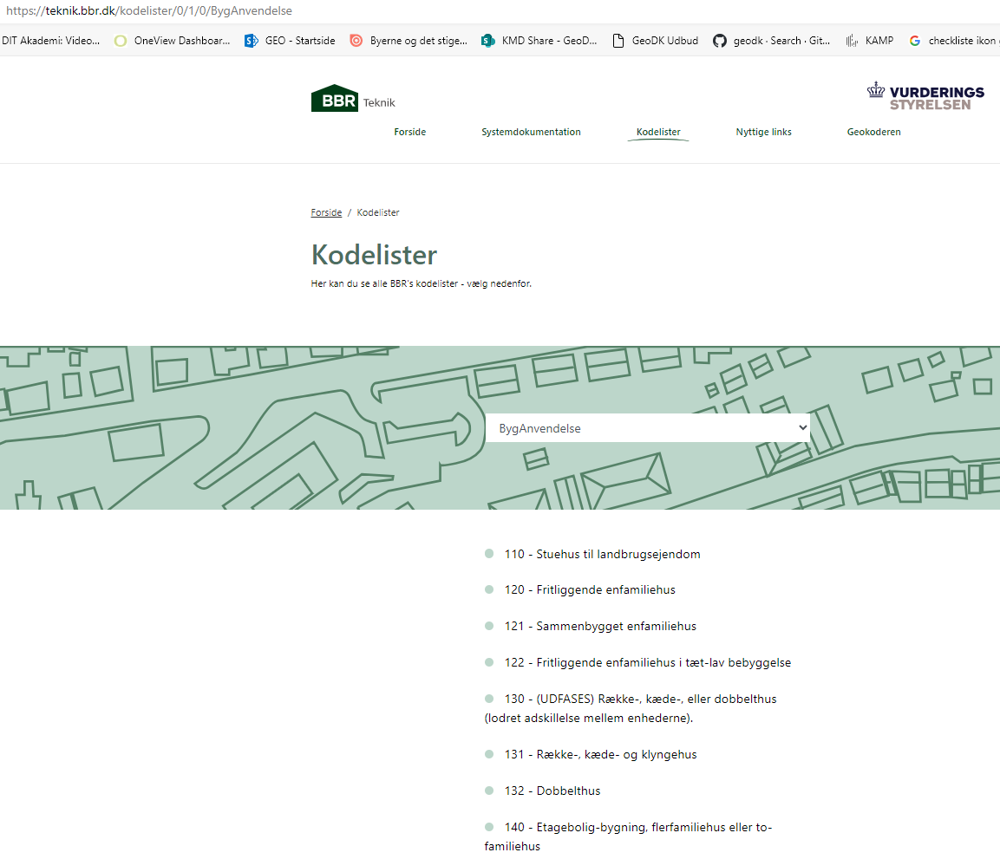 https://teknik.bbr.dk/kodelister/0/1/0/BygAnvendelse
DIT Akademi: Video... OneView Dashboar... GEO - Startside Byerne og det stige... KMD Share - GeoD... GeoDK Udbud geodk · Search · Git... KAMP checkliste ikon
BBR Teknik
VURDERINGS
STYRELSEN
Forside Systemdokumentation Kodelister Nyttige links Geokoderen
Forside / Kodelister
Kodelister
Her kan du se alle BBR's kodelister - vælg nedenfor.
BygAnvendelse
110 - Stuehus til landbrugsejendom
120 - Fritliggende enfamiliehus
121 - Sammenbygget enfamiliehus
122 - Fritliggende enfamiliehus i tæt-lav bebyggelse
130 - (UDFASES) Række-, kæde-, eller dobbelthus
(lodret adskillelse mellem enhederne).
131 - Række-, kæde- og klyngehus
132 - Dobbelthus
140 - Etagebolig-bygning, flerfamiliehus eller to-
familiehus